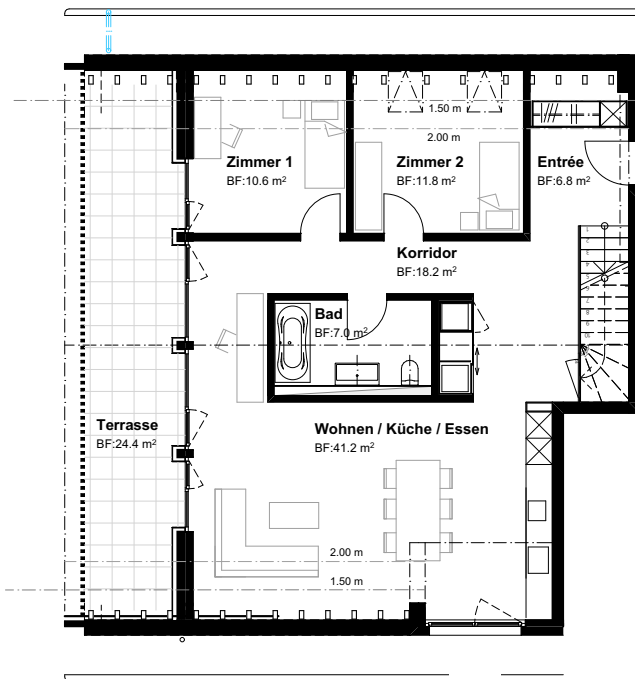 1.50 m
2.00 m
Zimmer 1
BF:10.6 m²
Zimmer 2
BF:11.8 m²
Entrée
BF:6.8 m²
Korridor
BF:18.2 m²
Bad
BF:7.0 m²
Terrasse
BF:24.4 m²
Wohnen / Küche / Essen
BF:41.2 m²
2.00 m
1.50 m